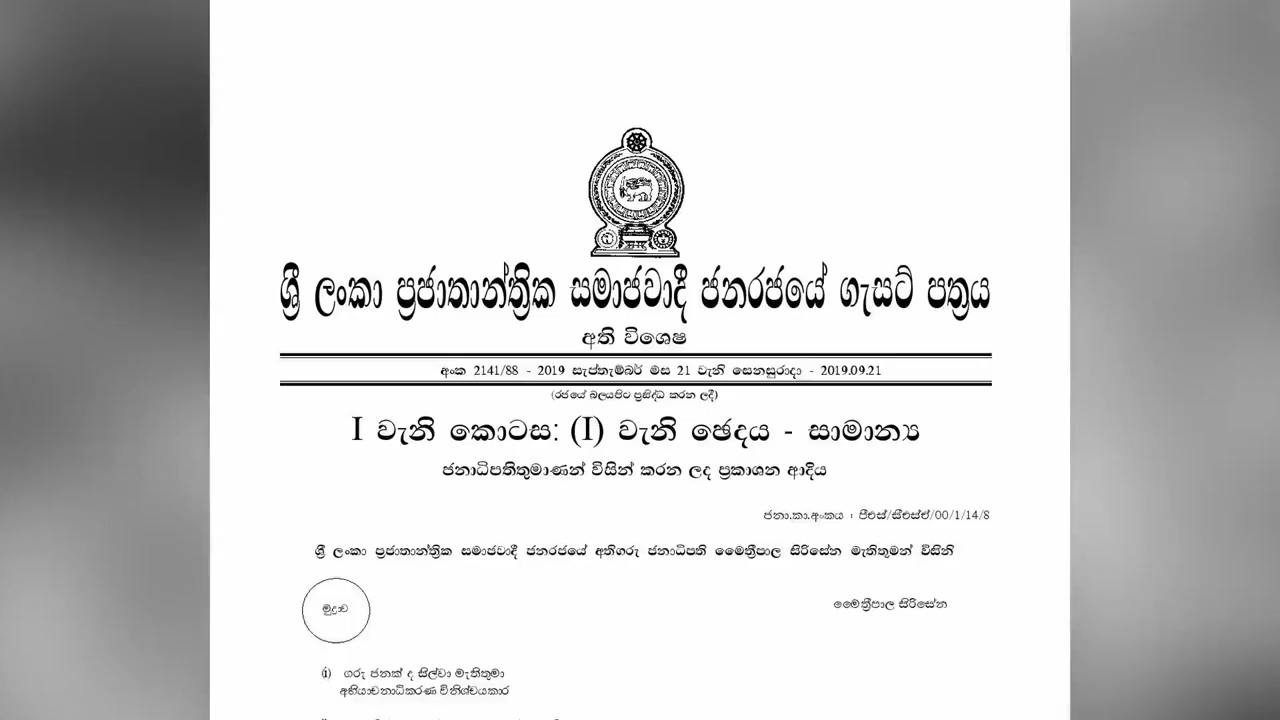 ශ්‍රී ලංකා ප්‍රජාතාන්ත්‍රික සමාජවාදී ජනරජයේ ගැසට් පත්‍රය
අති විශෙෂ
අංක 2141/88 - 2019 සැප්තැම්බර් මස 21 වැනි සෙනසුරාදා - 2019.09.21
(රජයේ බලයපිට ප්‍රසිද්ධ කරන ලදී)
I වැනි කොටස: (I) වැනි ඡෙදය - සාමාන්‍ය
ජනාධිපතිතුමාණන් විසින් කරන ලද ප්‍රකාශන ආදිය
ජනා.කා.අංකය : පීඑස්/සීඑස්ඒ/00/1/14/8
ශ්‍රී ලංකා ප්‍රජාතාන්ත්‍රික සමාජවාදී ජනරජයේ අතිගරු ජනාධිපති මෛත්‍රීපාල සිරිසේන මැතිතුමන් විසිනි
මුද්‍රාව
මෛත්‍රීපාල සිරිසේන
(i) ගරු ජනක් ද සිල්වා මැතිතුමා
අභියාචනාධිකරණ විනිශ්චයකාර